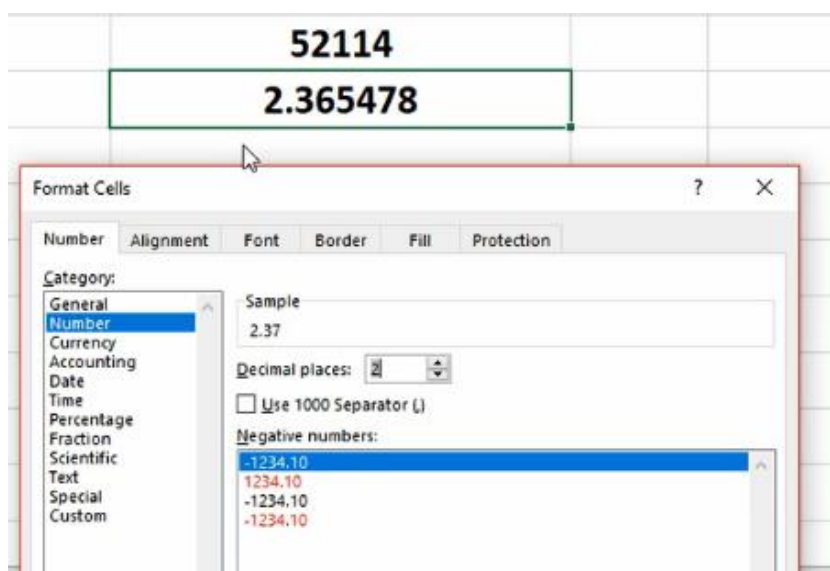 52114
2.365478
Format Cells ? X
Number Alignment Font Border Fill Protection
Category:
General
Number
Currency
Accounting
Date
Time
Percentage
Fraction
Scientific
Text
Special
Custom
Sample
2.37
Decimal places: 2
Use 1000 Separator (,)
Negative numbers:
-1234.10
1234.10
-1234.10
-1234.10